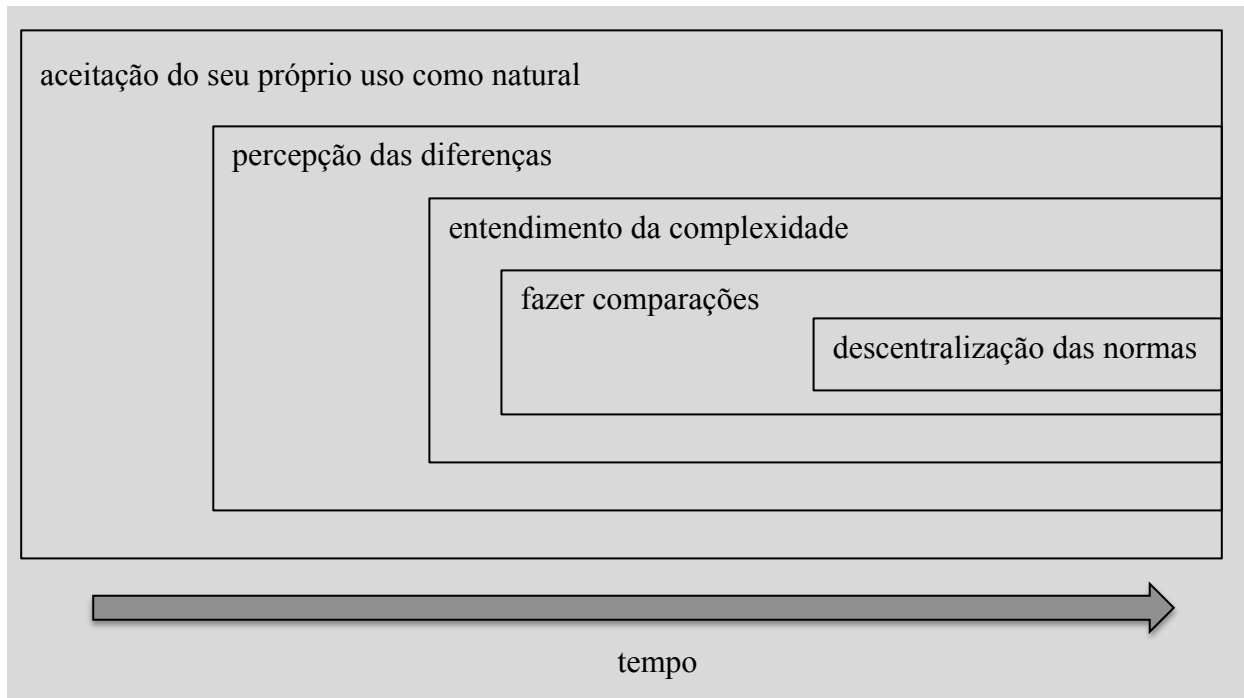 aceitação do seu próprio uso como natural
percepção das diferenças
entendimento da complexidade
fazer comparações
descentralização das normas
tempo